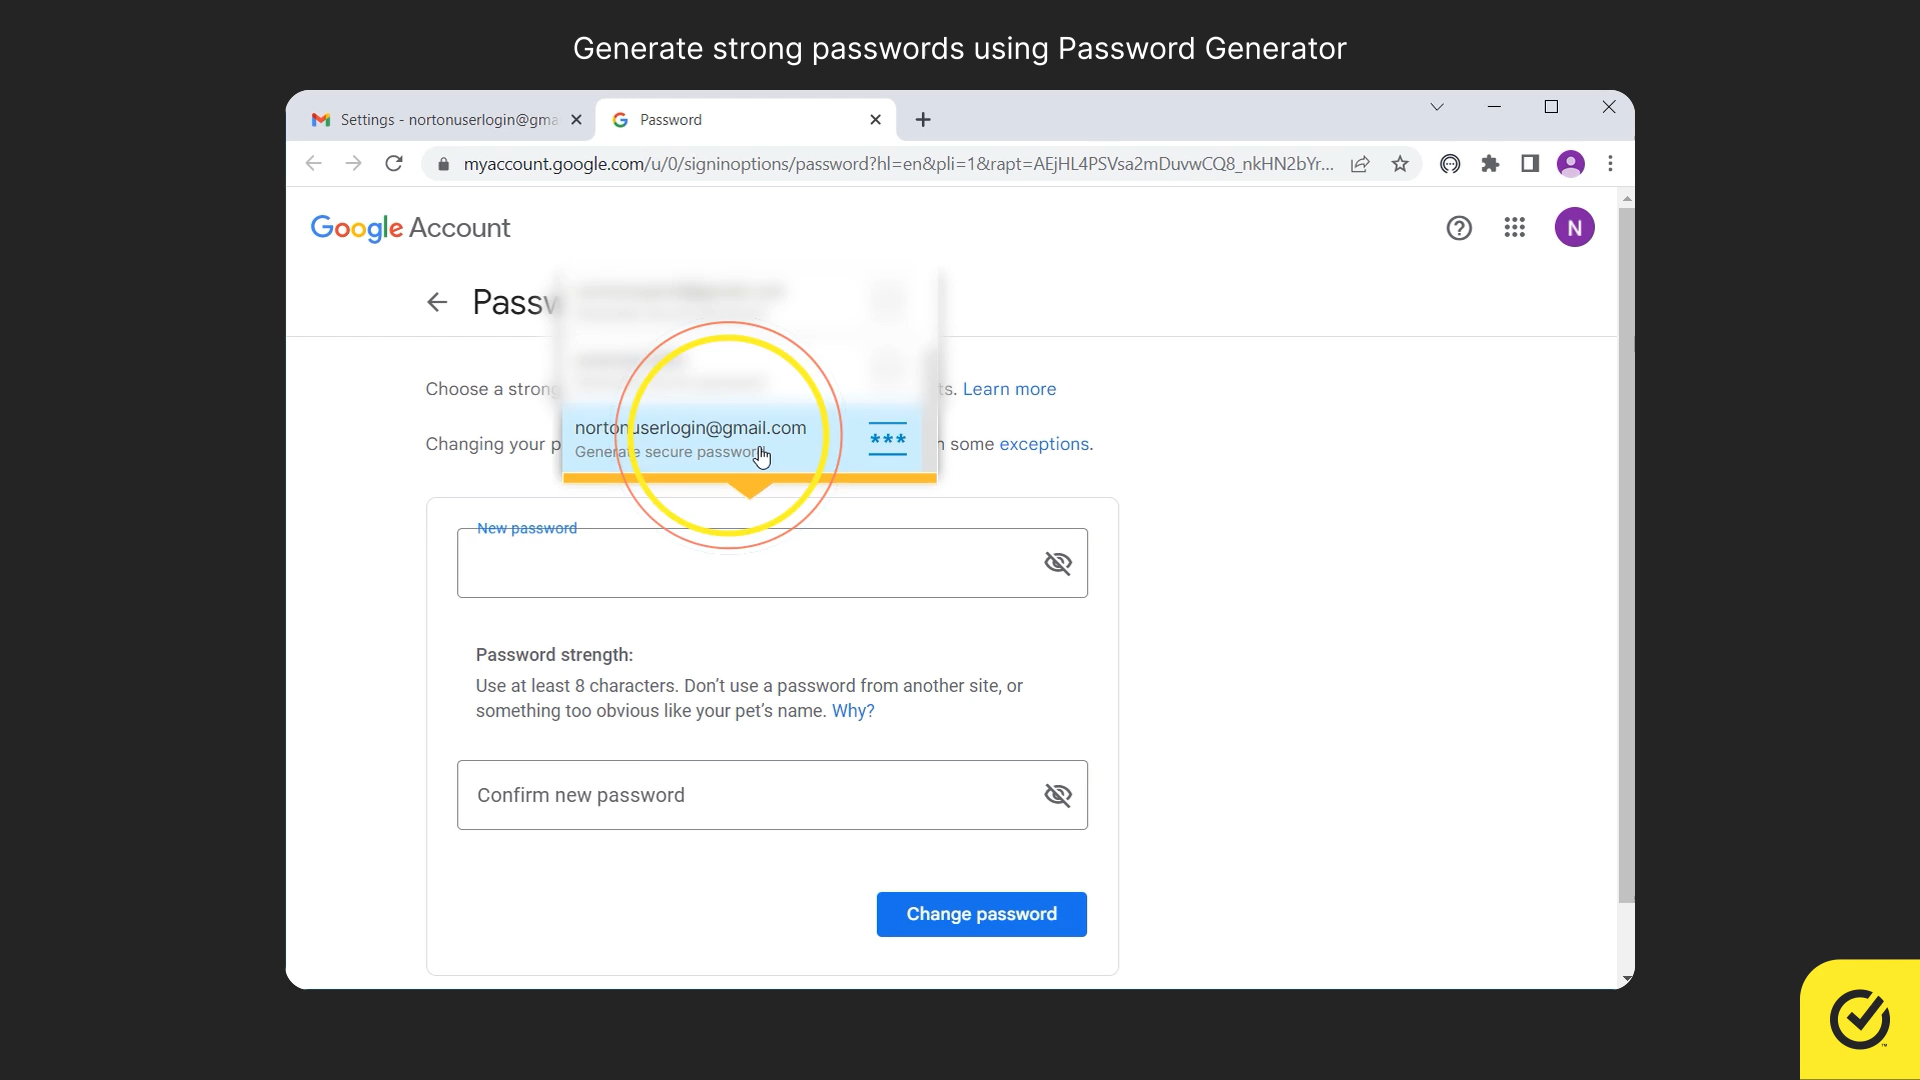 Generate strong passwords using Password Generator
Settings - nortonuserlogin@gma
Password
myaccount.google.com/u/0/signinoptions/password?hl=en&pli=1&rapt=AEjHL4PSVsa2mDuvwCQ8_nkHN2bYr...
Google Account
N
Passw
Choose a strong
ts. Learn more
nortonuserlogin@gmail.com
***
Changing your p
h some exceptions.
Generate secure password
New password
Password strength:
Use at least 8 characters. Don’t use a password from another site, or
something too obvious like your pet’s name. Why?
Confirm new password
Change password